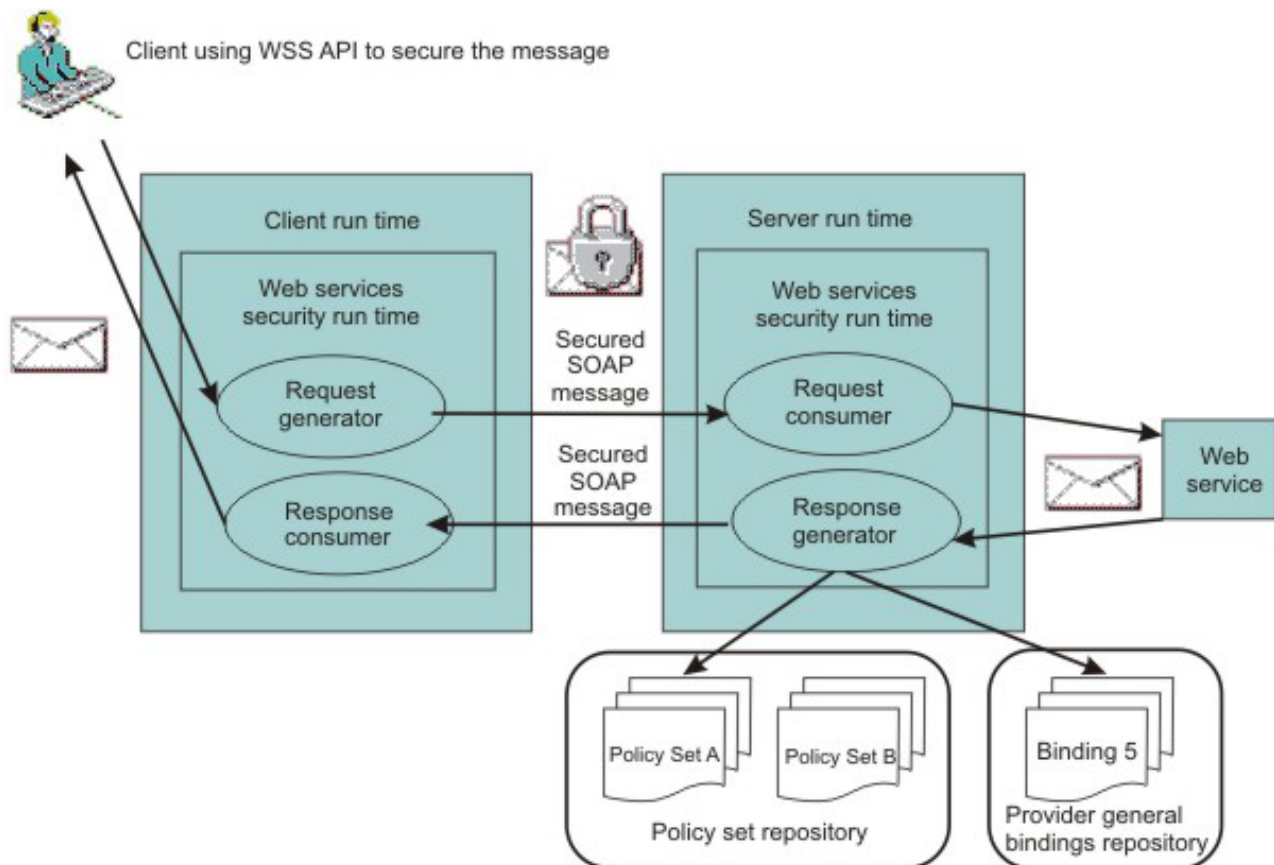 Client using WSS API to secure the message
Client run time
Web services
security run time
Request
generator
Response
consumer
Secured
SOAP
message
Secured
SOAP
message
Server run time
Web services
security run time
Request
consumer
Response
generator
Web
service
Policy Set A
Policy Set B
Policy set repository
Binding 5
Provider general
bindings repository